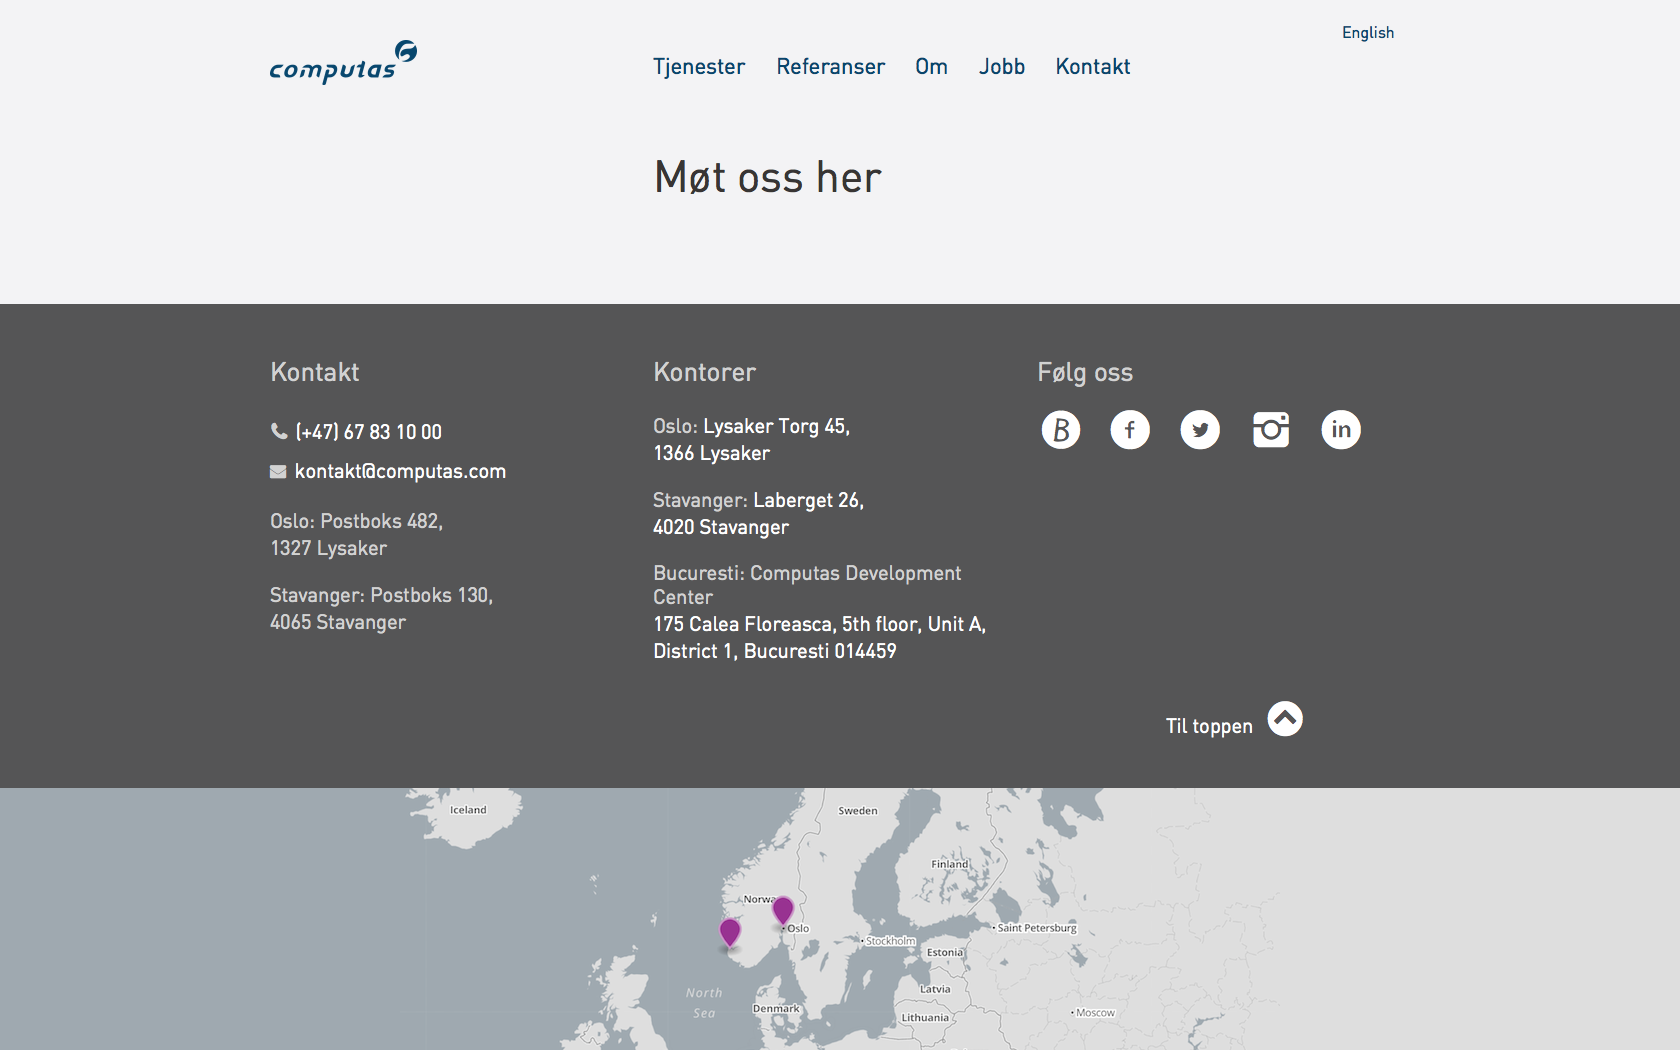 English
computas
Tjenester Referanser Om Jobb Kontakt
Møt oss her
Kontakt
(+47) 67 83 10 00
kontakt@computas.com
Oslo: Postboks 482,
1327 Lysaker
Stavanger: Postboks 130,
4065 Stavanger
Kontorer
Oslo: Lysaker Torg 45,
1366 Lysaker
Stavanger: Laberget 26,
4020 Stavanger
Bucuresti: Computas Development
Center
175 Calea Floreasca, 5th floor, Unit A,
District 1, Bucuresti 014459
Følg oss
B f in
Til toppen
Iceland
Sweden
Finland
Norwa
Oslo
Stockholm
Saint Petersburg
Estonia
North
Sea
Latvia
Denmark
Lithuania
Moscow